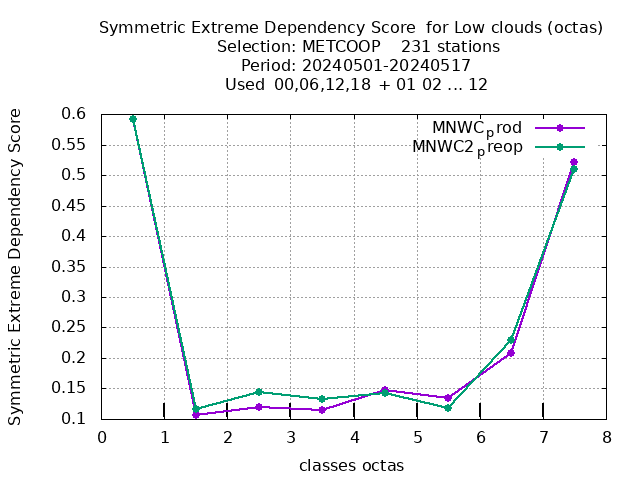 Symmetric Extreme Dependency Score  for Low clouds (octas)
Selection: METCOOP    231 stations
Period: 20240501-20240517
Used  00,06,12,18 + 01 02 ... 12
MNWCprod
MNWC2preop
Symmetric Extreme Dependency Score
0.6
0.55
0.5
0.45
0.4
0.35
0.3
0.25
0.2
0.15
0.1
0 1 2 3 4 5 6 7 8
classes octas